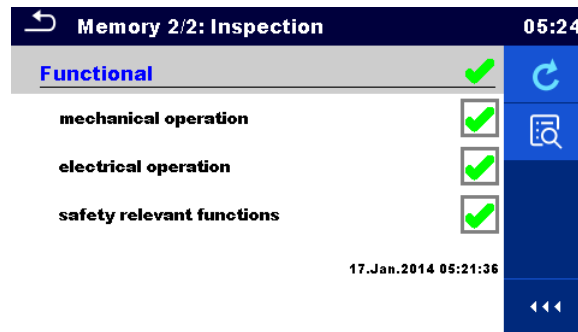 Memory 2/2: Inspection 05:24
Functional
mechanical operation
electrical operation
safety relevant functions
17.Jan.2014 05:21:36